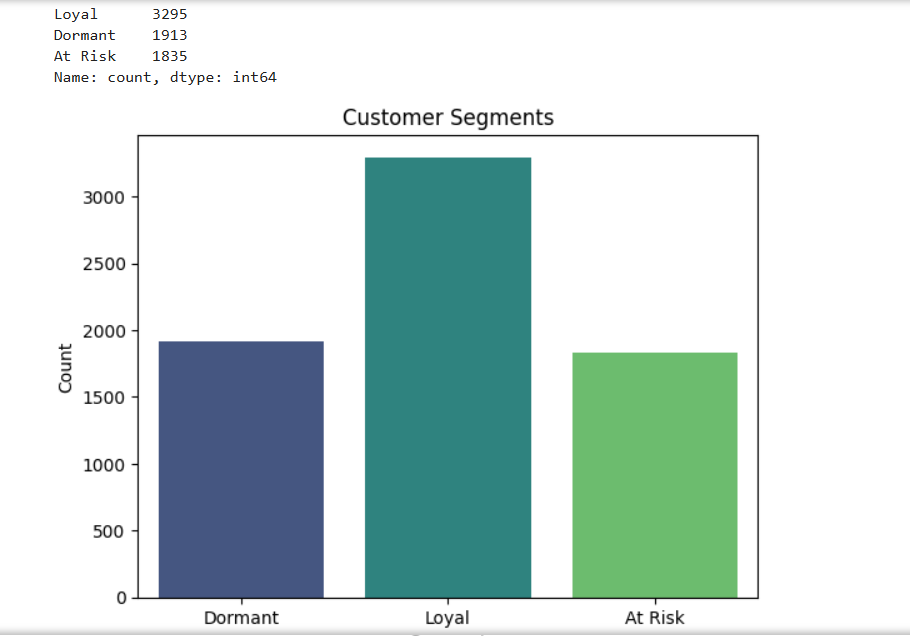 Loyal 3295
Dormant 1913
At Risk 1835
Name: count, dtype: int64
Customer Segments
3000
2500
2000
1500
1000
500
0
Count
Dormant Loyal At Risk